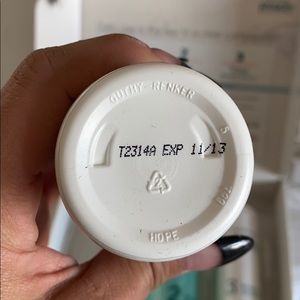 GUTHY-RENKER
T2314A EXP 11/13
HDPE